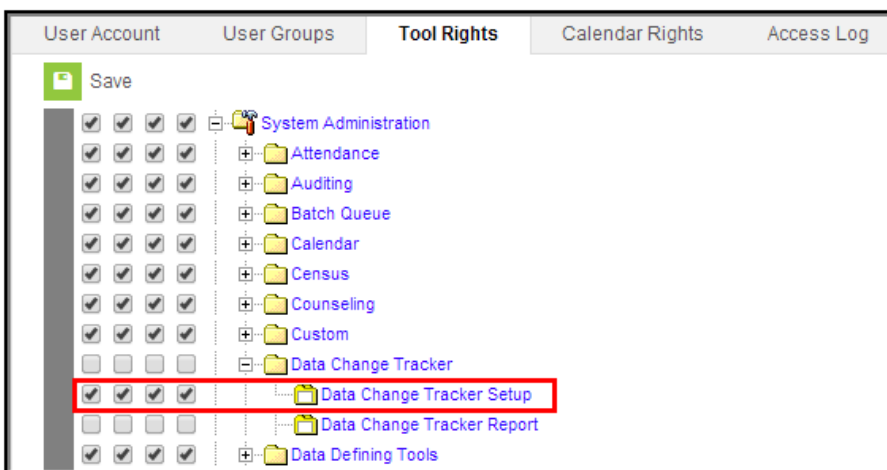 User Account User Groups Tool Rights Calendar Rights Access Log
Save
System Administration
Attendance
Auditing
Batch Queue
Calendar
Census
Counseling
Custom
Data Change Tracker
Data Change Tracker Setup
Data Change Tracker Report
Data Defining Tools